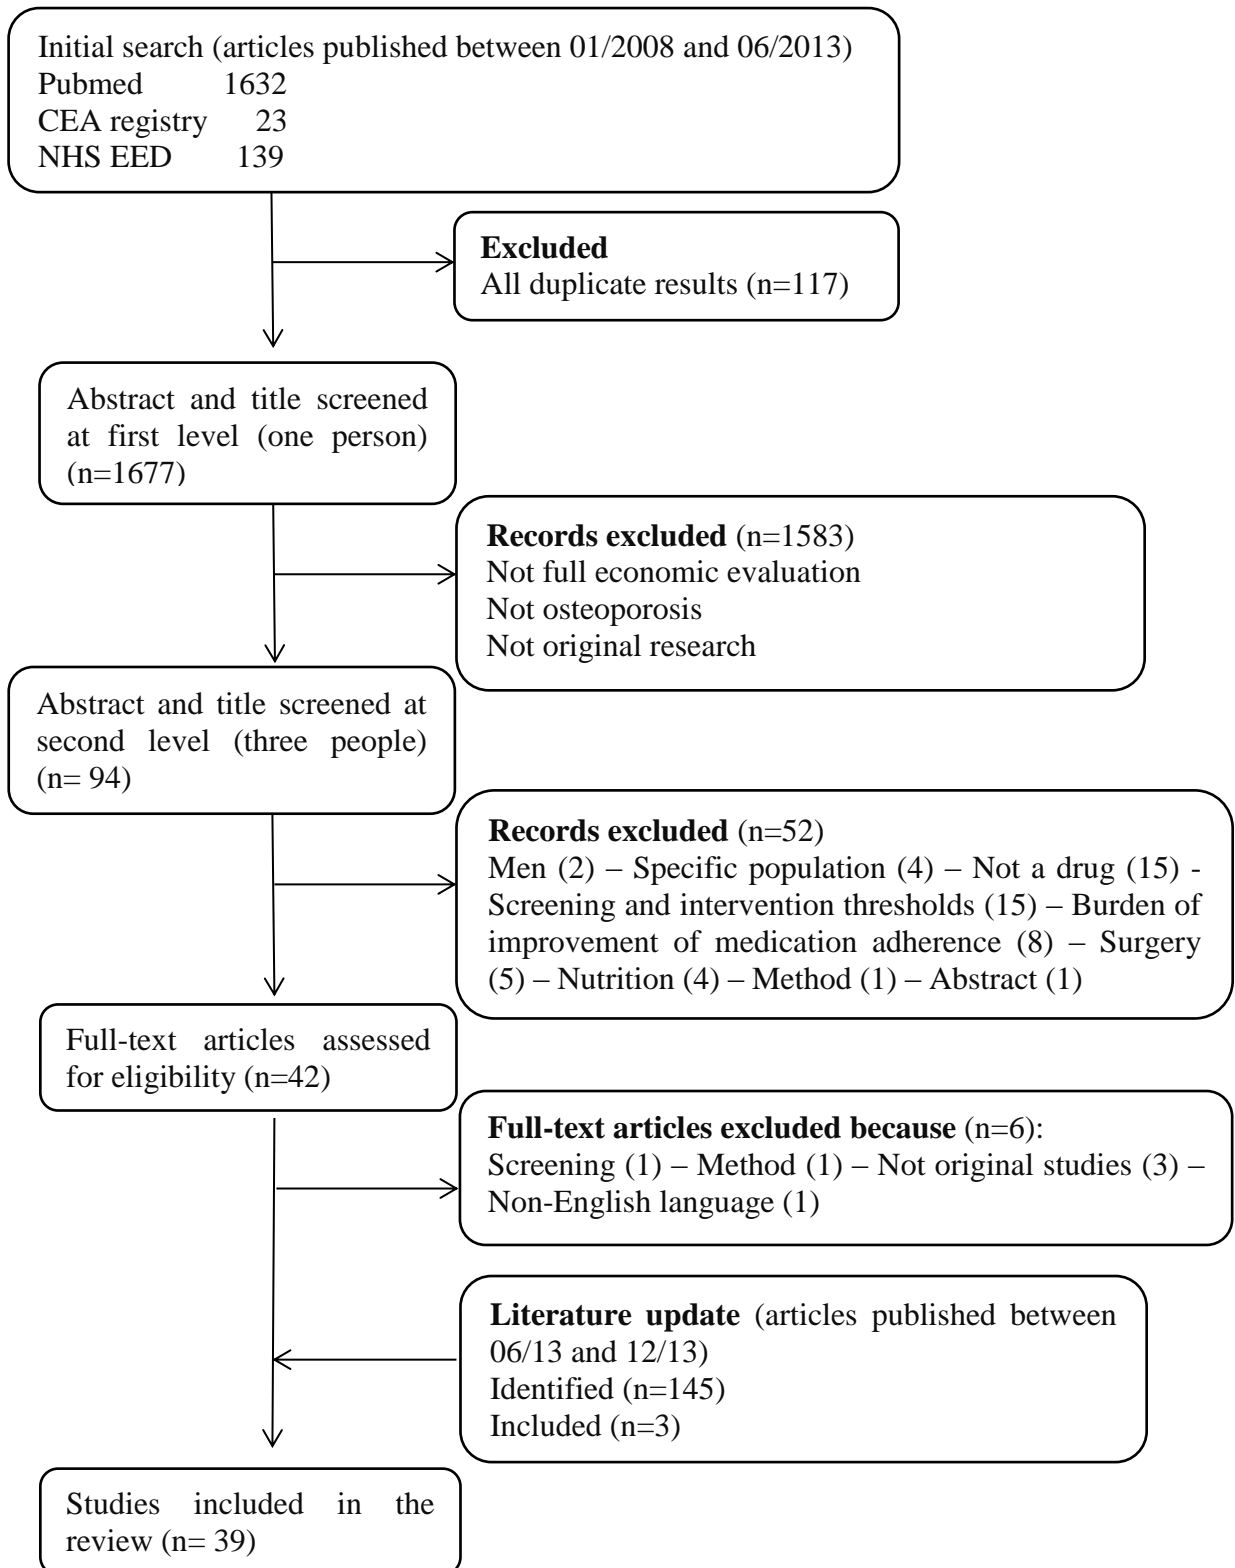 Initial search (articles published between 01/2008 and 06/2013)
Pubmed 1632
CEA registry 23
NHS EED 139
Excluded
All duplicate results (n=117)
Abstract and title screened
at first level (one person)
(n=1677)
Records excluded (n=1583)
Not full economic evaluation
Not osteoporosis
Not original research
Abstract and title screened at
second level (three people)
(n= 94)
Records excluded (n=52)
Men (2) – Specific population (4) – Not a drug (15) -
Screening and intervention thresholds (15) – Burden of
improvement of medication adherence (8) – Surgery
(5) – Nutrition (4) – Method (1) – Abstract (1)
Full-text articles assessed
for eligibility (n=42)
Full-text articles excluded because (n=6):
Screening (1) – Method (1) – Not original studies (3) –
Non-English language (1)
Literature update (articles published between
06/13 and 12/13)
Identified (n=145)
Included (n=3)
Studies included in the
review (n= 39)